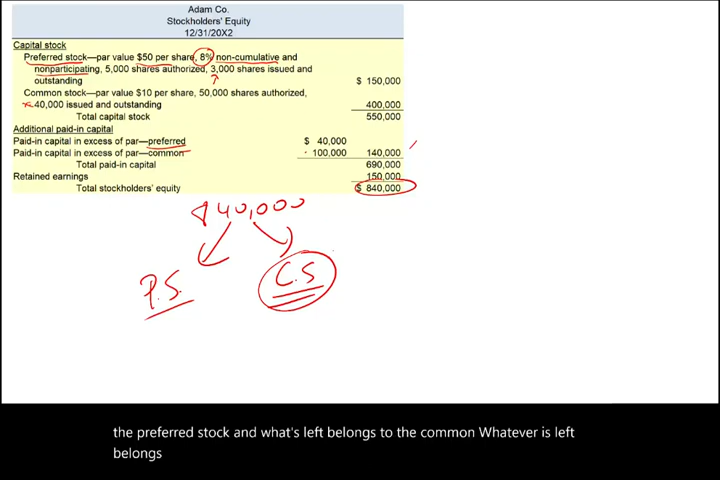 Adam Co.
Stockholders' Equity
12/31/20X2
Capital stock
Preferred stock—par value $50 per share, 8% non-cumulative and
nonparticipating, 5,000 shares authorized, 3,000 shares issued and
outstanding $ 150,000
Common stock—par value $10 per share, 50,000 shares authorized,
40,000 issued and outstanding 400,000
Total capital stock 550,000
Additional paid-in capital
Paid-in capital in excess of par—preferred $ 40,000
Paid-in capital in excess of par—common 100,000 140,000
Total paid-in capital 690,000
Retained earnings 150,000
Total stockholders' equity $ 840,000
840,000
P.S. C.S
the preferred stock and what's left belongs to the common Whatever is left
belongs